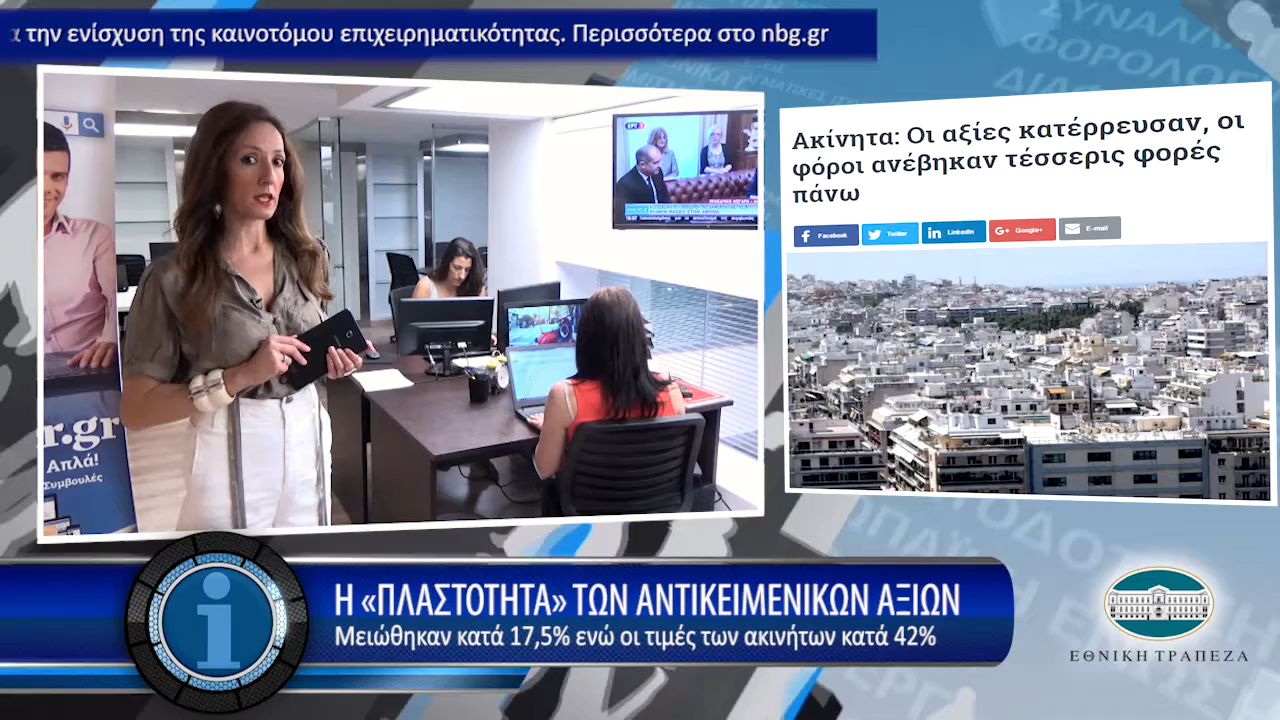 α την ενίσχυση της καινοτόμου επιχειρηματικότητας. Περισσότερα στο nbg.gr
ΕΡΤ
r.gr
Απλά!
Συμβουλές
Ακίνητα: Οι αξίες κατέρρευσαν, οι
φόροι ανέβηκαν τέσσερις φορές
πάνω
Facebook
Twitter
LinkedIn
Google+
E-mail
Η «ΠΛΑΣΤΟΤΗΤΑ» ΤΩΝ ΑΝΤΙΚΕΙΜΕΝΙΚΩΝ ΑΞΙΩΝ
Μειώθηκαν κατά 17,5% ενώ οι τιμές των ακινήτων κατά 42%
ΕΘΝΙΚΗ ΤΡΑΠΕΖΑ